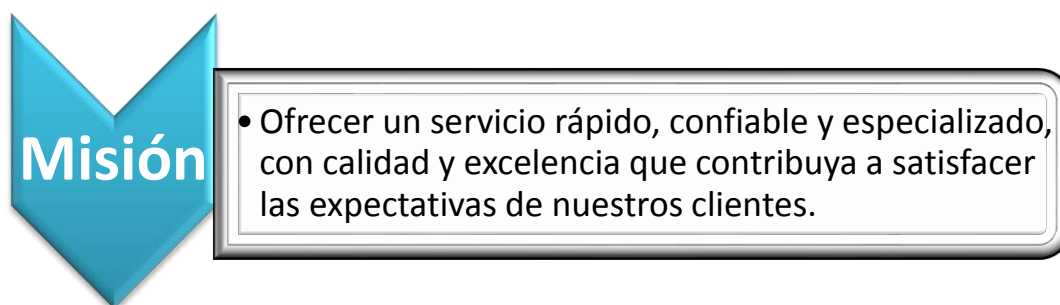 Misión
• Ofrecer un servicio rápido, confiable y especializado,
con calidad y excelencia que contribuya a satisfacer
las expectativas de nuestros clientes.